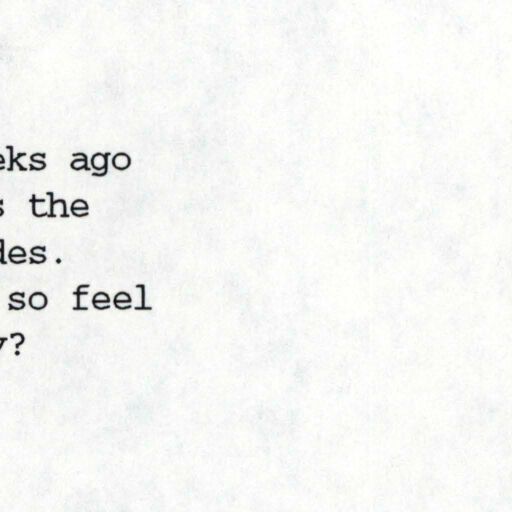 eks ago
s the
des.
so feel
y?